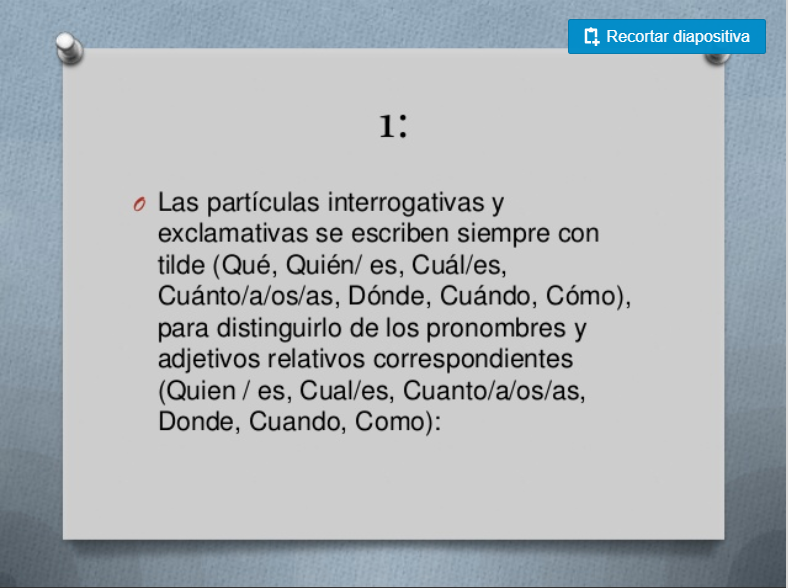 Recortar diapositiva
1:
Las partículas interrogativas y
exclamativas se escriben siempre con
tilde (Qué, Quién/ es, Cuál/es,
Cuánto/a/os/as, Dónde, Cuándo, Cómo),
para distinguirlo de los pronombres y
adjetivos relativos correspondientes
(Quien / es, Cual/es, Cuanto/a/os/as,
Donde, Cuando, Como):